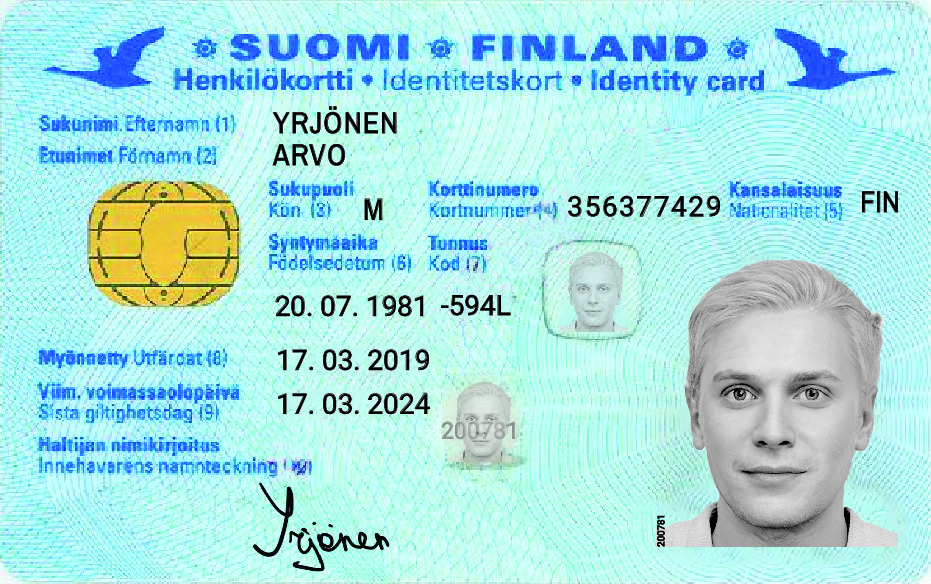 SUOMI FINLAND
Henkilökortti • Identitetskort • Identity card
Sukunimi Efternamn (1) YRJÖNEN
Etunimet Förnamn (2) ARVO
Sukupuoli Korttinumero Kansalaisuus
Kön (3) M Kortnummer (4) 356377429 Nationalitet (5) FIN
Syntymäaika Tunnus
Födelsedatum (6) Kod (7)
20. 07. 1981 -594L
Myönnetty Utfärdat (8) 17. 03. 2019
Viim. voimassaolopäivä
Sista giltighetsdag (9) 17. 03. 2024
200781
Haltijan nimikirjoitus
Innehavarens namnteckning
Yrjönen
200781